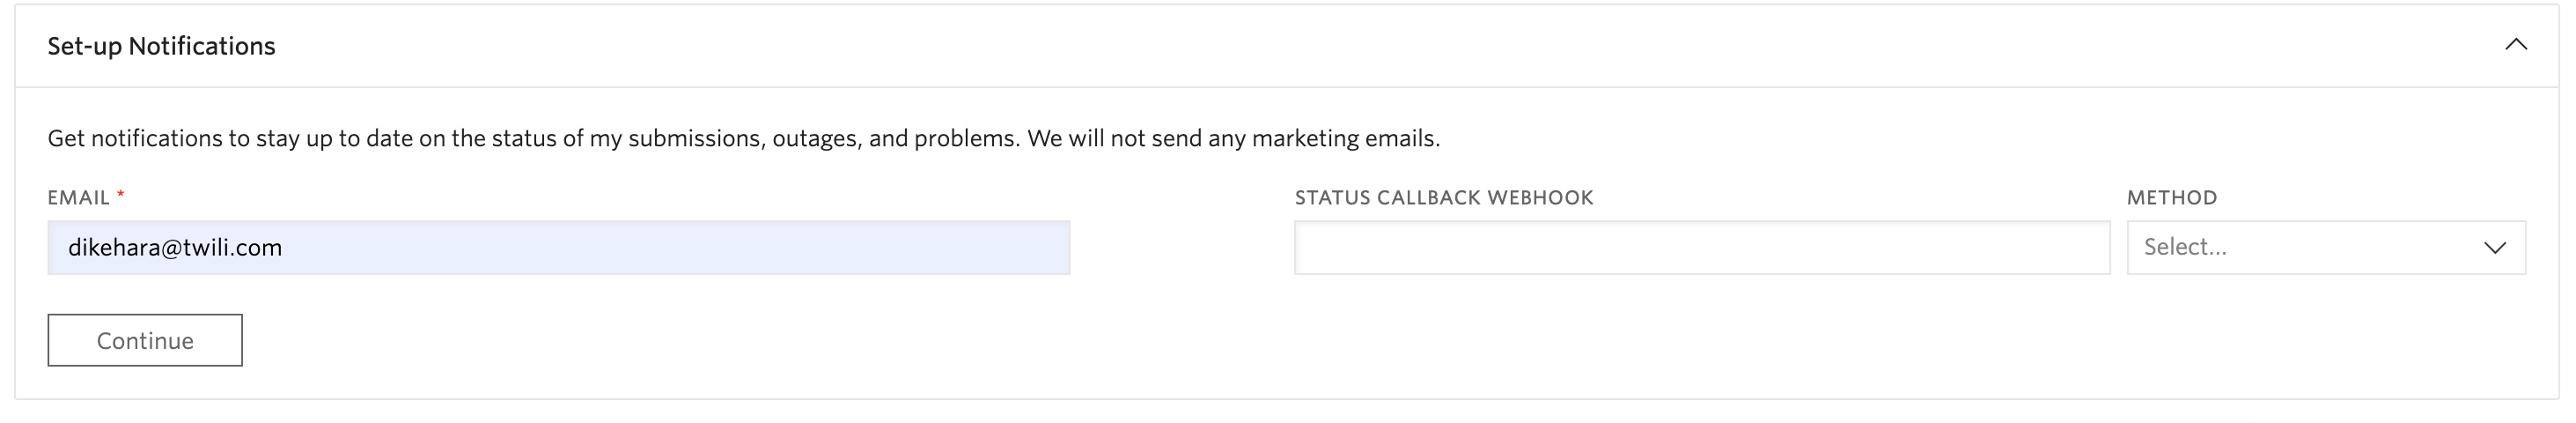 Set-up Notifications
Get notifications to stay up to date on the status of my submissions, outages, and problems. We will not send any marketing emails.
EMAIL *
STATUS CALLBACK WEBHOOK
METHOD
dikehara@twili.com
Select...
Continue